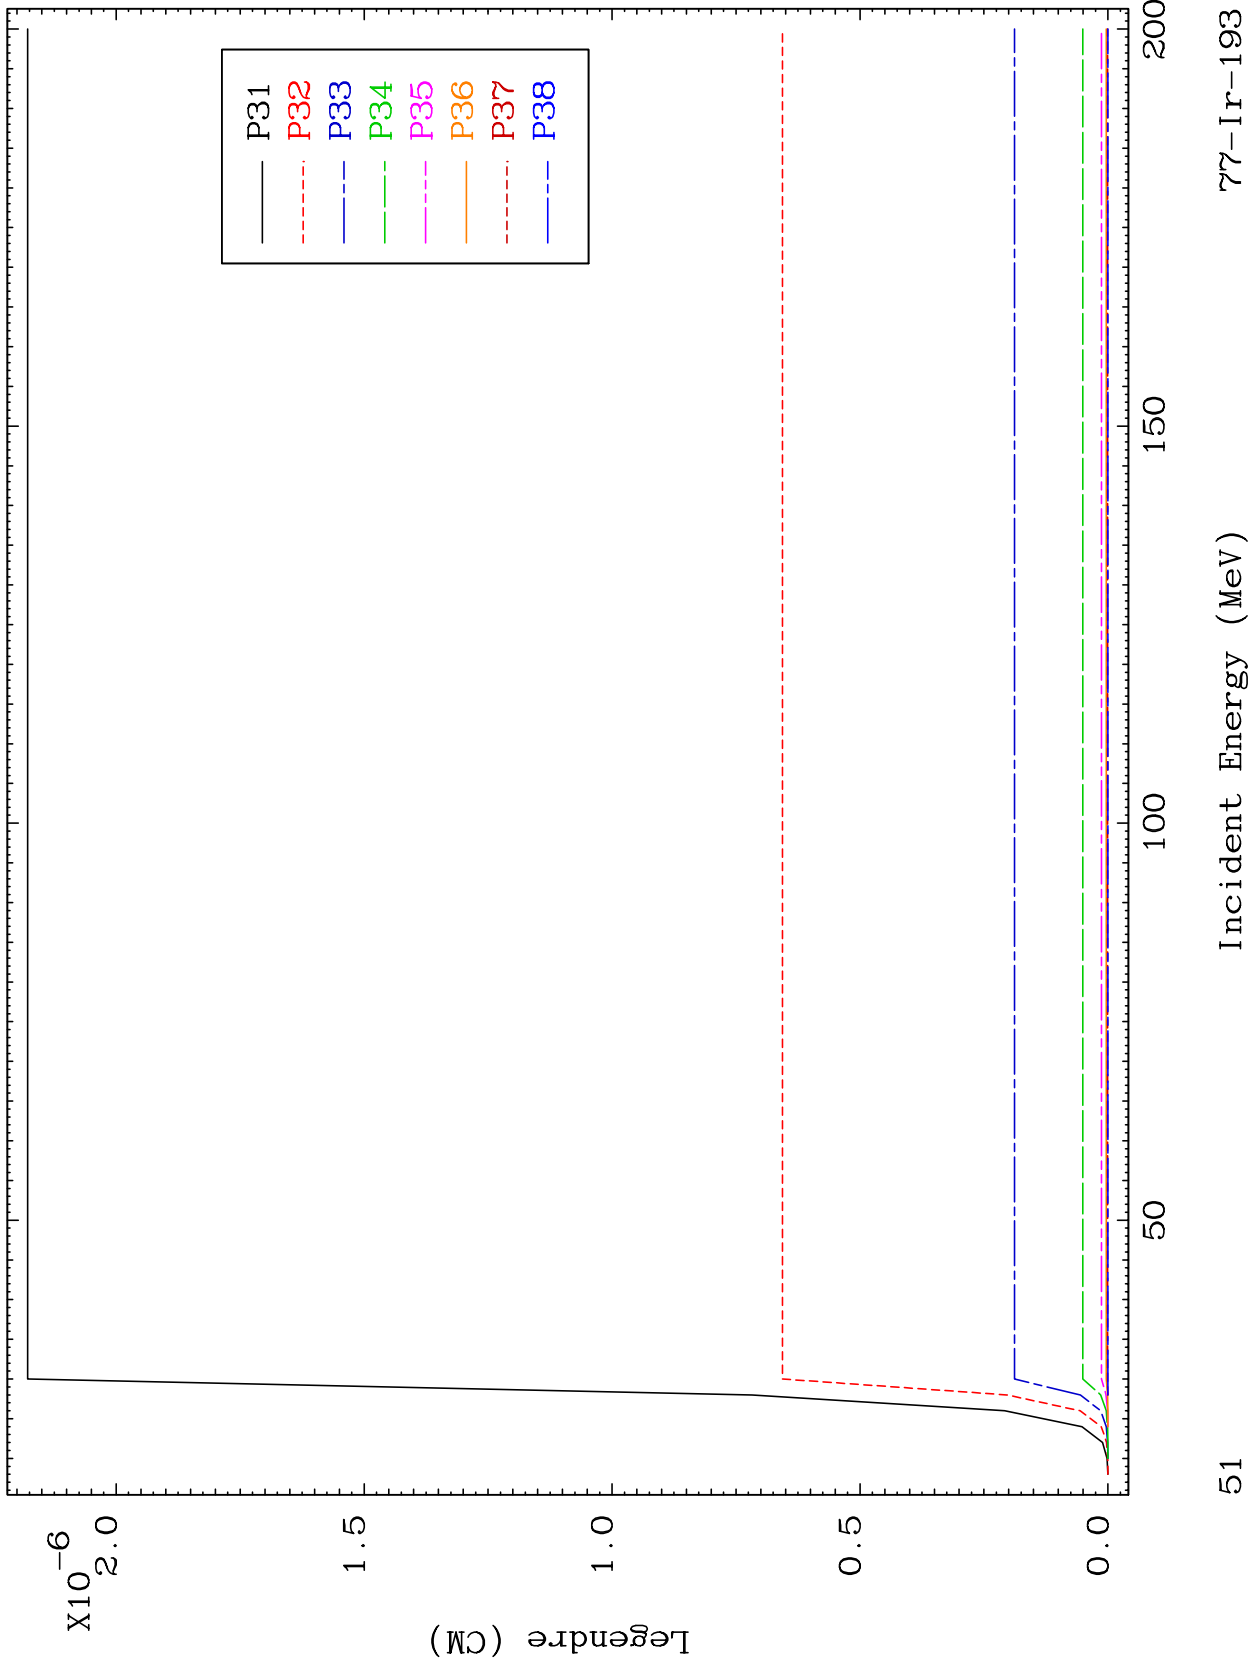 X10-6
2.0
1.5
1.0
0.5
0.0
Legendre (CM)
P31
P32
P33
P34
P35
P36
P37
P38
50
100
150
200
51
Incident Energy (MeV)
77-Ir-193